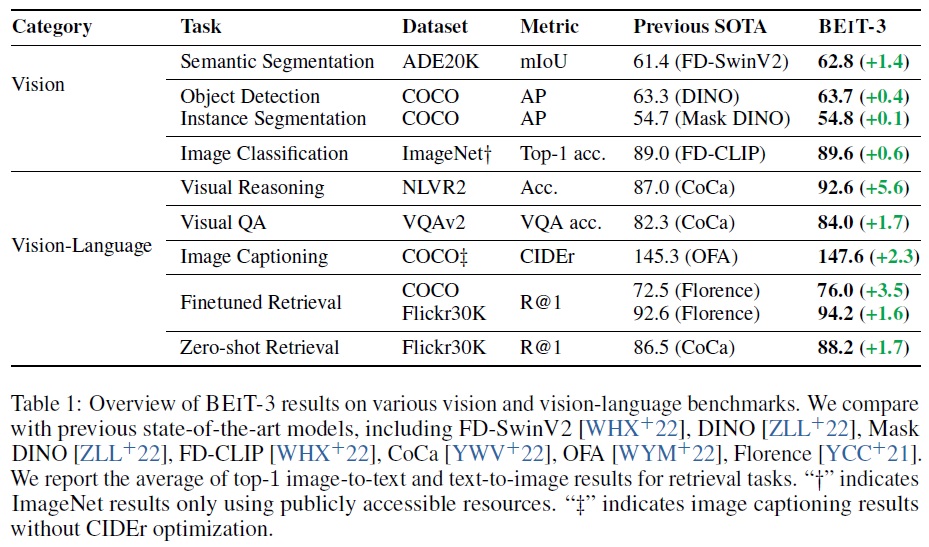 Category Task Dataset Metric Previous SOTA BEIT-3
Vision
Semantic Segmentation ADE20K mIoU 61.4 (FD-SwinV2) 62.8 (+1.4)
Object Detection COCO AP 63.3 (DINO) 63.7 (+0.4)
Instance Segmentation COCO AP 54.7 (Mask DINO) 54.8 (+0.1)
Image Classification ImageNet† Top-1 acc. 89.0 (FD-CLIP) 89.6 (+0.6)
Vision-Language
Visual Reasoning NLVR2 Acc. 87.0 (CoCa) 92.6 (+5.6)
Visual QA VQAv2 VQA acc. 82.3 (CoCa) 84.0 (+1.7)
Image Captioning COCO‡ CIDEr 145.3 (OFA) 147.6 (+2.3)
Finetuned Retrieval R@1
COCO 72.5 (Florence) 76.0 (+3.5)
Flickr30K 92.6 (Florence) 94.2 (+1.6)
Zero-shot Retrieval Flickr30K R@1 86.5 (CoCa) 88.2 (+1.7)
Table 1: Overview of BEIT-3 results on various vision and vision-language benchmarks. We compare
with previous state-of-the-art models, including FD-SwinV2 [WHX+22], DINO [ZLL+22], Mask
DINO [ZLL+22], FD-CLIP [WHX+22], CoCa [YWV+22], OFA [WYM+22], Florence [YCC+21].
We report the average of top-1 image-to-text and text-to-image results for retrieval tasks. “†” indicates
ImageNet results only using publicly accessible resources. “‡” indicates image captioning results
without CIDEr optimization.